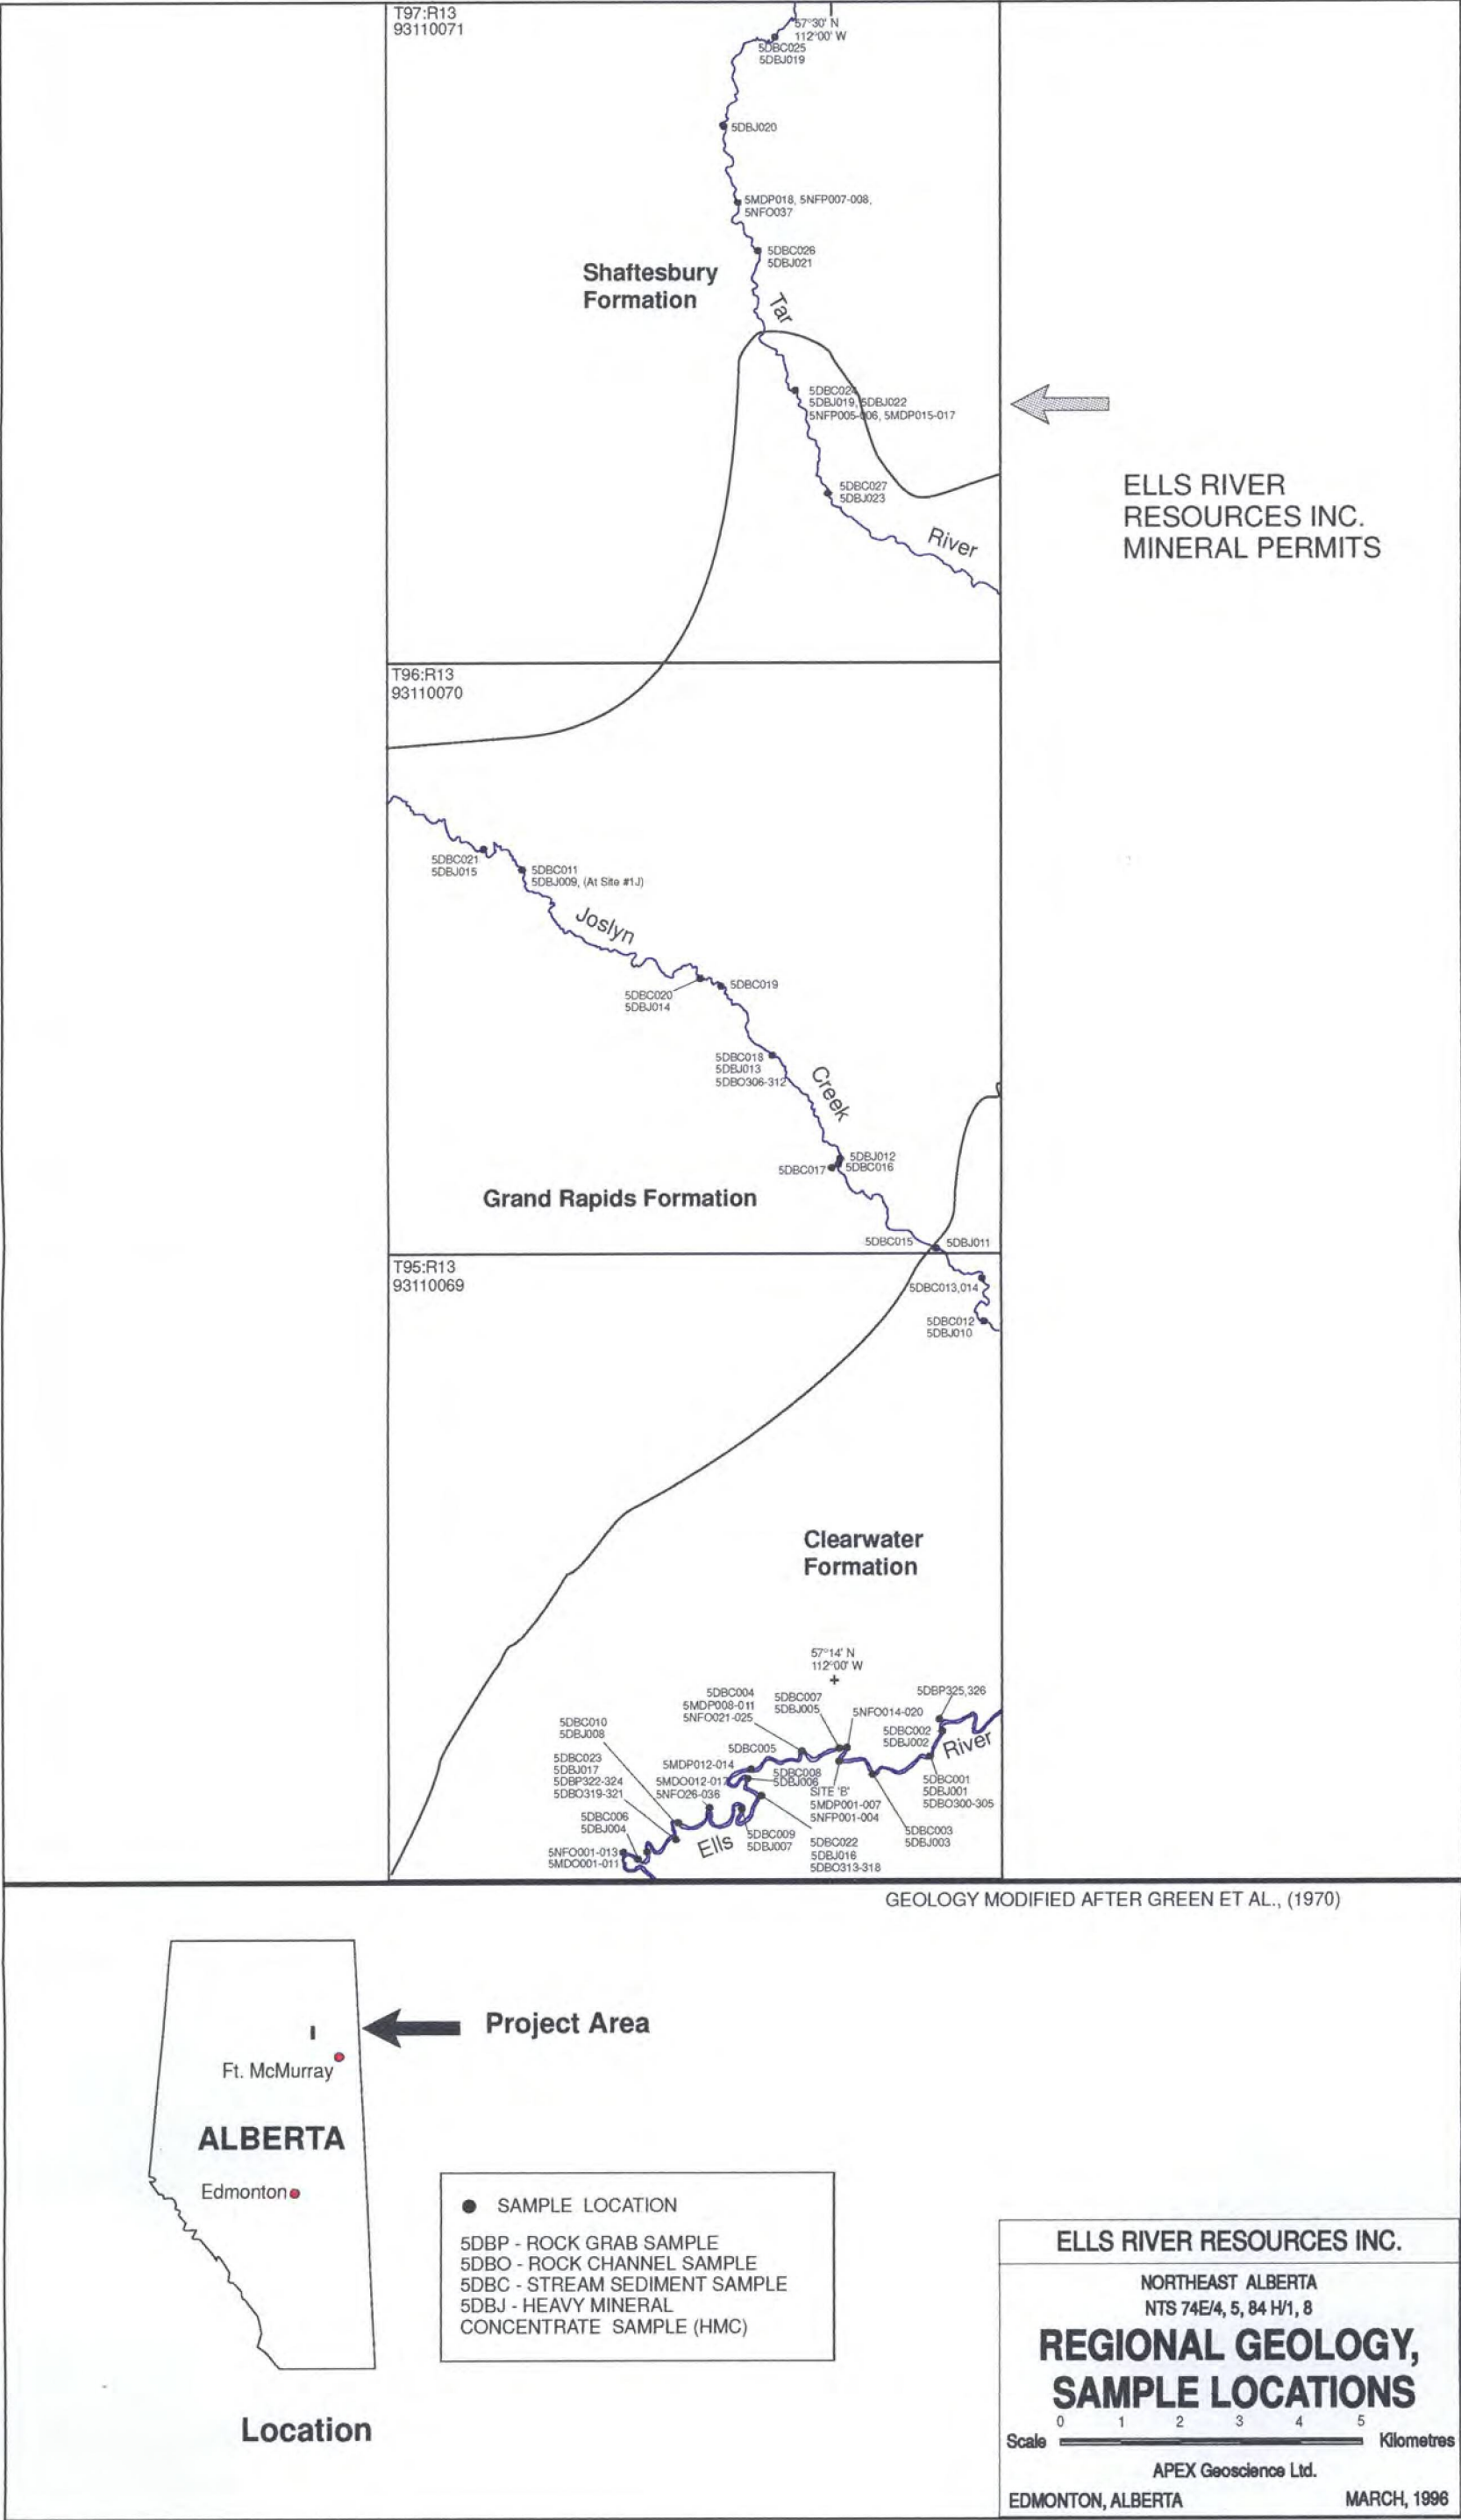 T97:R13
93110071
57°30' N
112°00' W
5DBC025
5DBJ019
5DBJ020
5MDP018, 5NFP007-008,
5NFO037
5DBC026
5DBJ021
Shaftesbury
Formation
Tar
5DBC024
5DBJ019, 5DBJ022
5NFP005-006, 5MDP015-017
5DBC027
5DBJ023
River
ELLS RIVER
RESOURCES INC.
MINERAL PERMITS
T96:R13
93110070
5DBC021
5DBJ015
5DBC011
5DBJ009, (At Site #1J)
Joslyn
5DBC020
5DBJ014
5DBC019
5DBC018
5DBJ013
5DBO306-312
Creek
5DBJ012
5DBC017
5DBC016
Grand Rapids Formation
5DBC015
5DBJ011
T95:R13
93110069
5DBC013,014
5DBC012
5DBJ010
Clearwater
Formation
57°14' N
112°00' W
+
5DBC004
5MDP008-011
5NFO021-025
5DBC007
5DBJ005
5NFO014-020
5DBP325,326
5DBC002
5DBJ002
River
5DBC010
5DBJ008
5DBC005
5DBC023
5DBJ017
5DBP322-324
5DBO319-321
5MDP012-014
5MDO012-017
5NFO26-036
5DBC008
5DBJ006
SITE 'B'
5MDP001-007
5NFP001-004
5DBC001
5DBJ001
5DBO300-305
5DBC006
5DBJ004
5DBC003
5DBJ003
5DBC009
5DBJ007
Ells
5DBC022
5DBJ016
5DBO313-318
5NFO001-013
5MDO001-011
GEOLOGY MODIFIED AFTER GREEN ET AL., (1970)
Project Area
Ft. McMurray
ALBERTA
Edmonton
Location
SAMPLE LOCATION
5DBP - ROCK GRAB SAMPLE
5DBO - ROCK CHANNEL SAMPLE
5DBC - STREAM SEDIMENT SAMPLE
5DBJ - HEAVY MINERAL
CONCENTRATE SAMPLE (HMC)
ELLS RIVER RESOURCES INC.
NORTHEAST ALBERTA
NTS 74E/4, 5, 84 H/1, 8
REGIONAL GEOLOGY,
SAMPLE LOCATIONS
0 1 2 3 4 5
Scale Kilometres
APEX Geoscience Ltd.
EDMONTON, ALBERTA MARCH, 1996